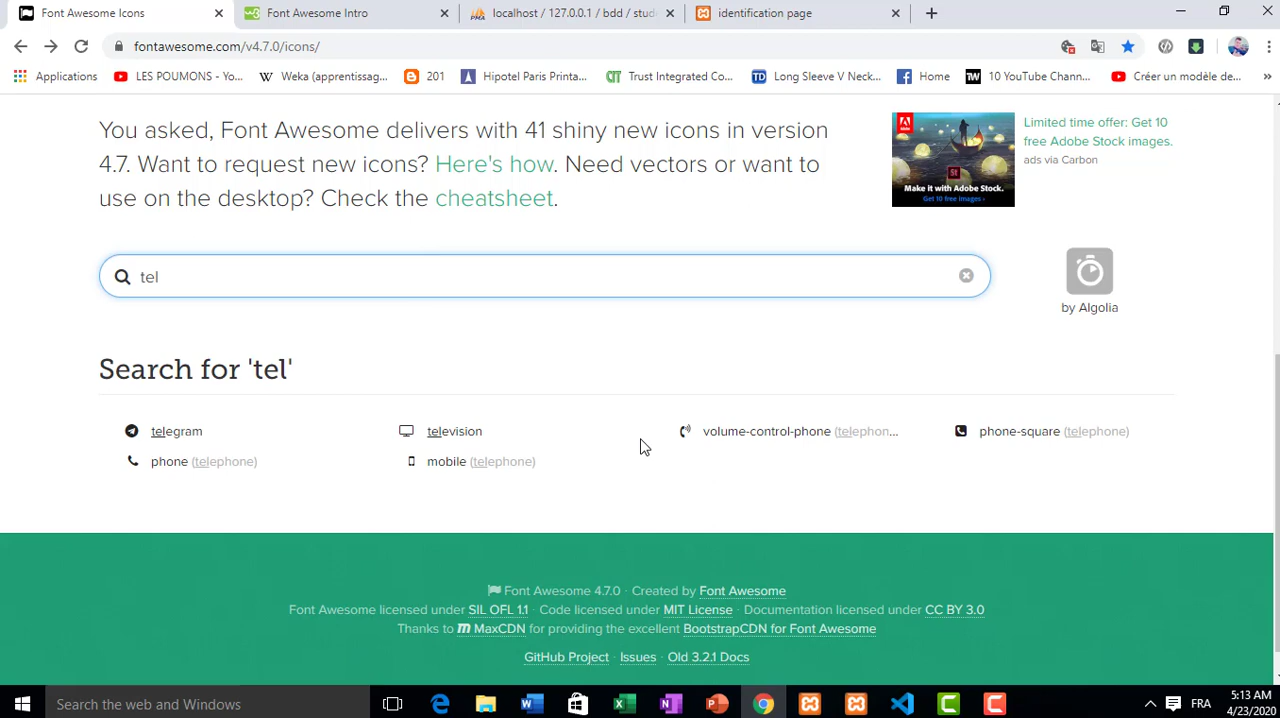 Font Awesome Icons
Font Awesome Intro
localhost / 127.0.0.1 / bdd / stud
identification page
fontawesome.com/v4.7.0/icons/
Applications
LES POUMONS - Yo...
Weka (apprentissag...
201
Hipotel Paris Printa...
Trust Integrated Co...
Long Sleeve V Neck...
Home
10 YouTube Chann...
Créer un modèle de...
You asked, Font Awesome delivers with 41 shiny new icons in version
4.7. Want to request new icons? Here's how. Need vectors or want to
use on the desktop? Check the cheatsheet.
Make it with Adobe Stock.
Get 10 free images ›
Limited time offer: Get 10
free Adobe Stock images.
ads via Carbon
tel
by Algolia
Search for 'tel'
telegram
television
volume-control-phone (telephon...
phone-square (telephone)
phone (telephone)
mobile (telephone)
Font Awesome 4.7.0 · Created by Font Awesome
Font Awesome licensed under SIL OFL 1.1 · Code licensed under MIT License · Documentation licensed under CC BY 3.0
Thanks to MaxCDN for providing the excellent BootstrapCDN for Font Awesome
GitHub Project · Issues · Old 3.2.1 Docs
Search the web and Windows
FRA
5:13 AM
4/23/2020